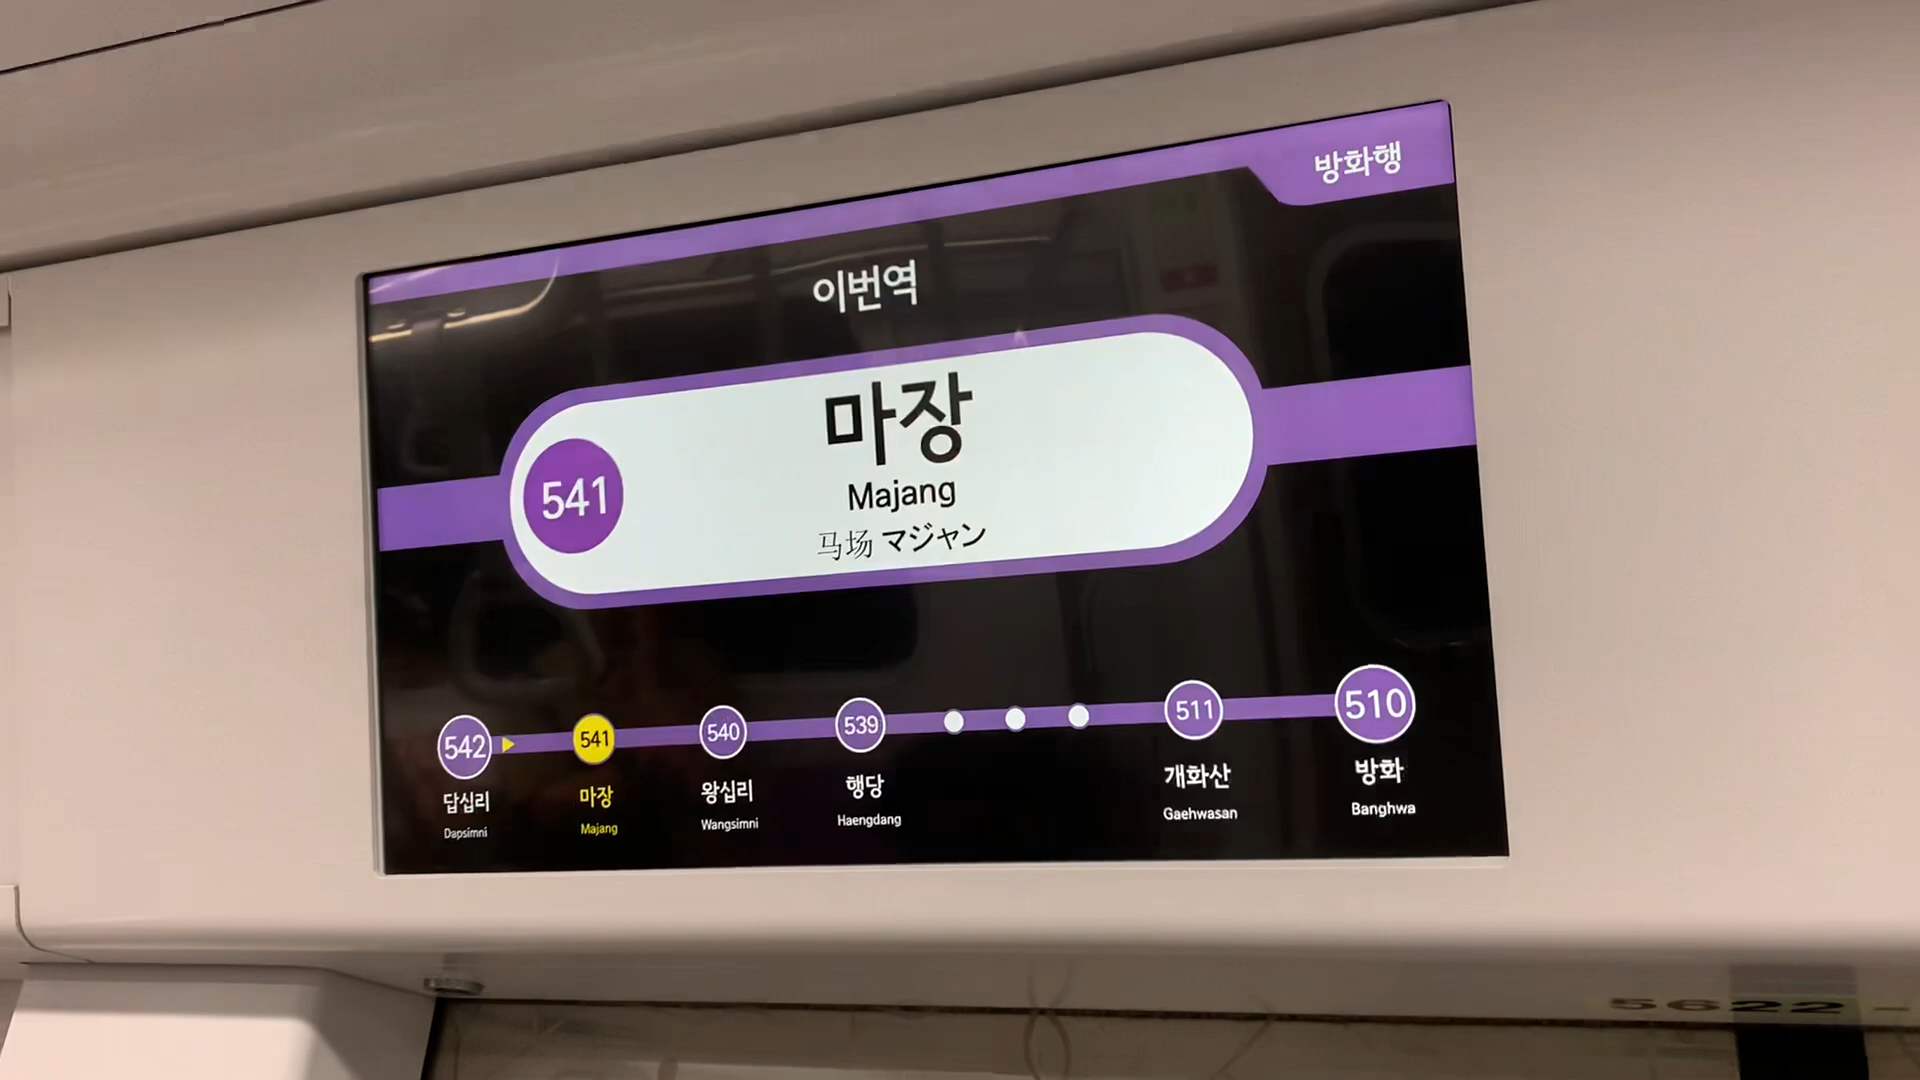 방화행
이번역
541
마장
Majang
马场 マジャン
542 541 540 539 511 510
답십리 마장 왕십리 행당 개화산 방화
Dapsimni Majang Wangsimni Haengdang Gaehwasan Banghwa
5622 -